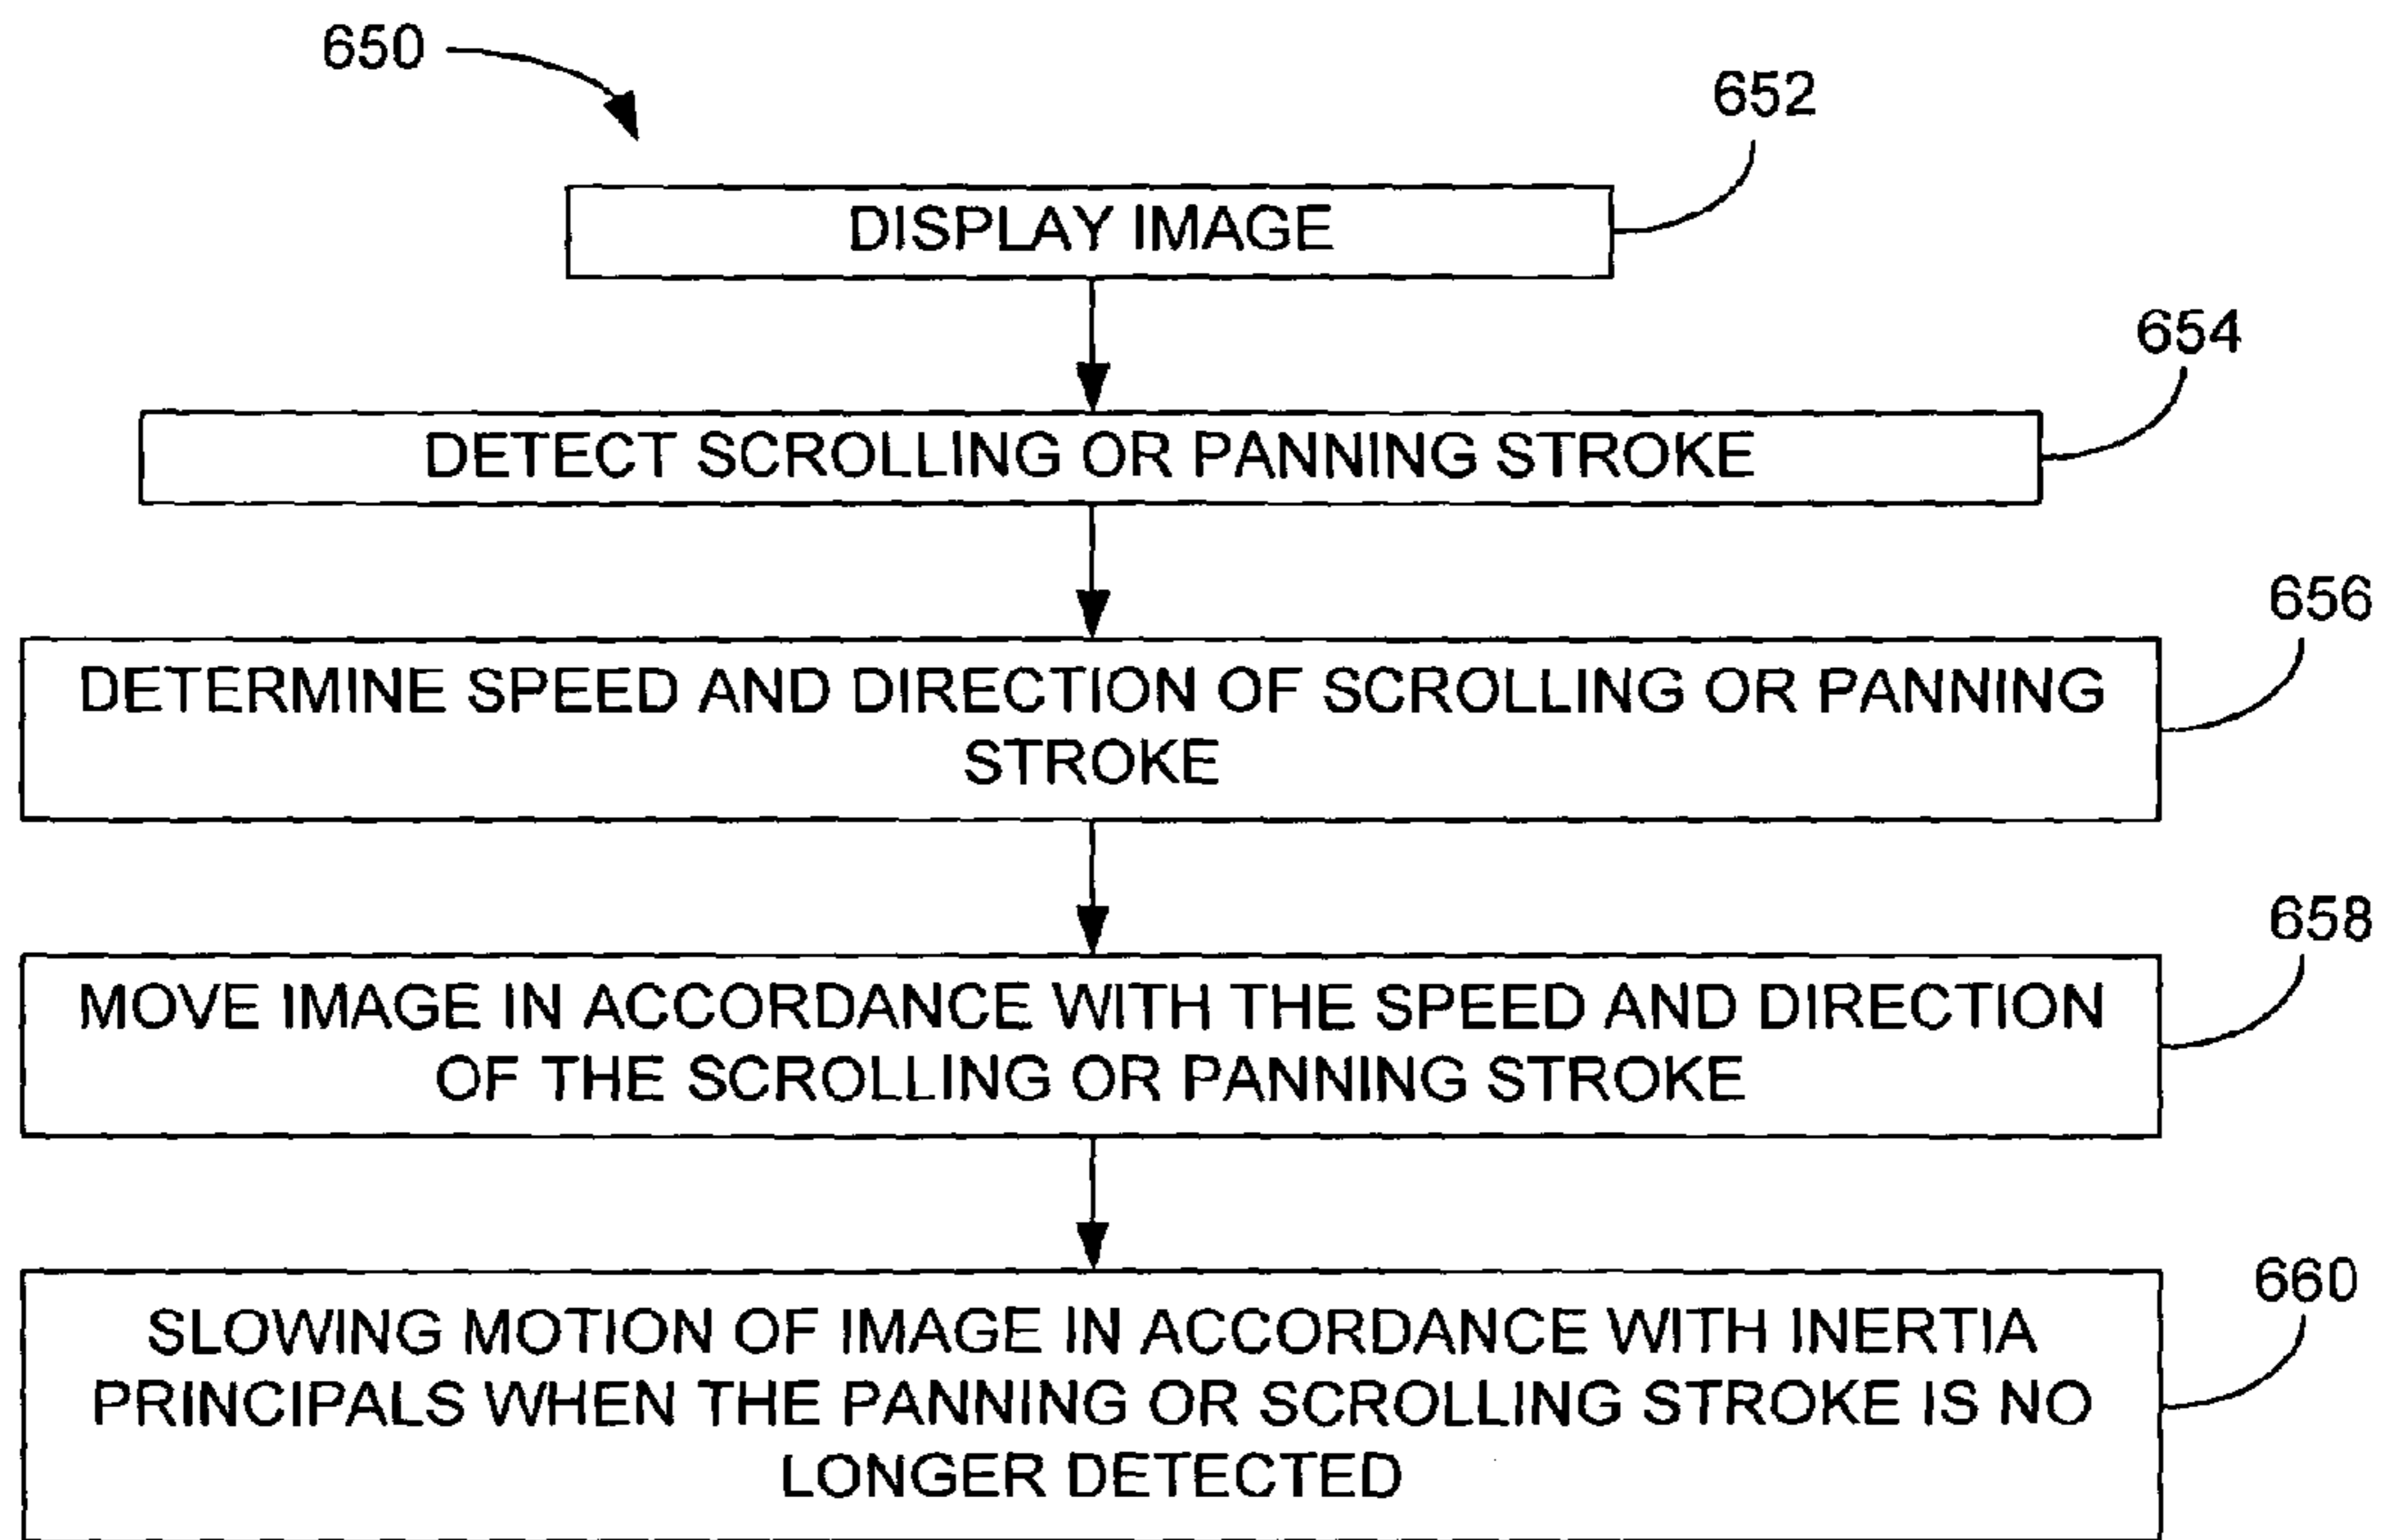 650
652
DISPLAY IMAGE
654
DETECT SCROLLING OR PANNING STROKE
656
DETERMINE SPEED AND DIRECTION OF SCROLLING OR PANNING
STROKE
658
MOVE IMAGE IN ACCORDANCE WITH THE SPEED AND DIRECTION
OF THE SCROLLING OR PANNING STROKE
660
SLOWING MOTION OF IMAGE IN ACCORDANCE WITH INERTIA
PRINCIPALS WHEN THE PANNING OR SCROLLING STROKE IS NO
LONGER DETECTED